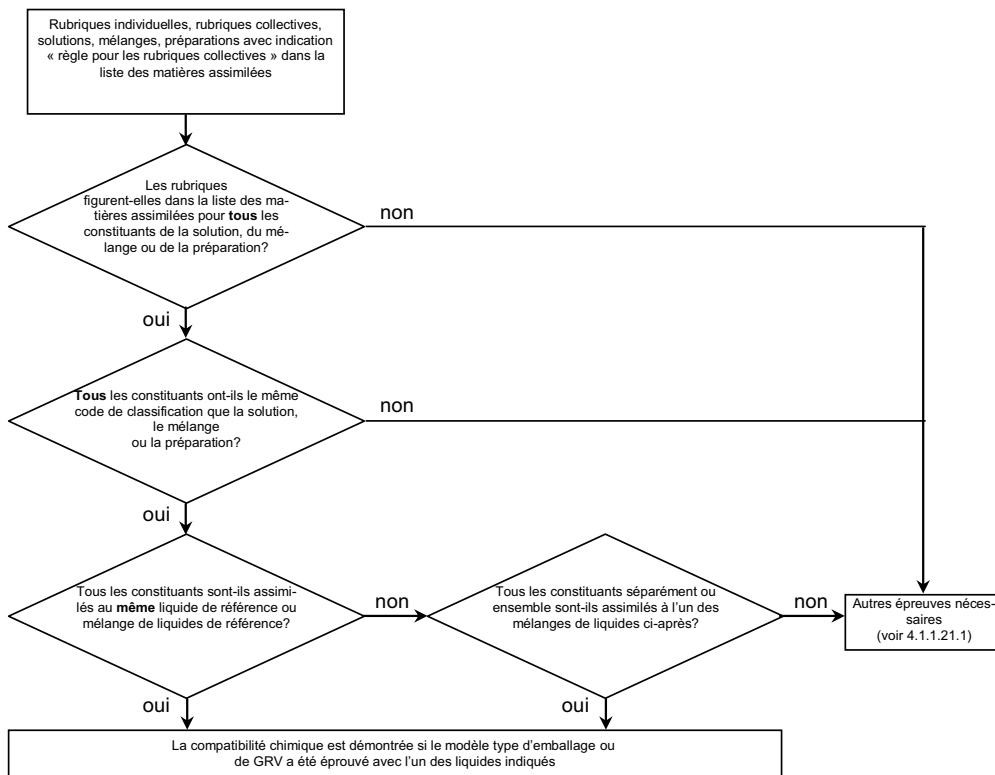 Rubriques individuelles, rubriques collectives,
solutions, mélanges, préparations avec indication
« règle pour les rubriques collectives » dans la
liste des matières assimilées
Les rubriques
figurent-elles dans la liste des ma-
tières assimilées pour tous les
constituants de la solution, du mé-
lange ou de la préparation?
non
oui
Tous les constituants ont-ils le même
code de classification que la solution,
le mélange
ou la préparation?
non
oui
Tous les constituants sont-ils assimi-
lés au même liquide de référence ou
mélange de liquides de référence?
non
Tous les constituants séparément ou
ensemble sont-ils assimilés à l'un des
mélanges de liquides ci-après?
non
Autres épreuves néces-
saires
(voir 4.1.1.21.1)
oui
oui
La compatibilité chimique est démontrée si le modèle type d'emballage ou
de GRV a été éprouvé avec l'un des liquides indiqués